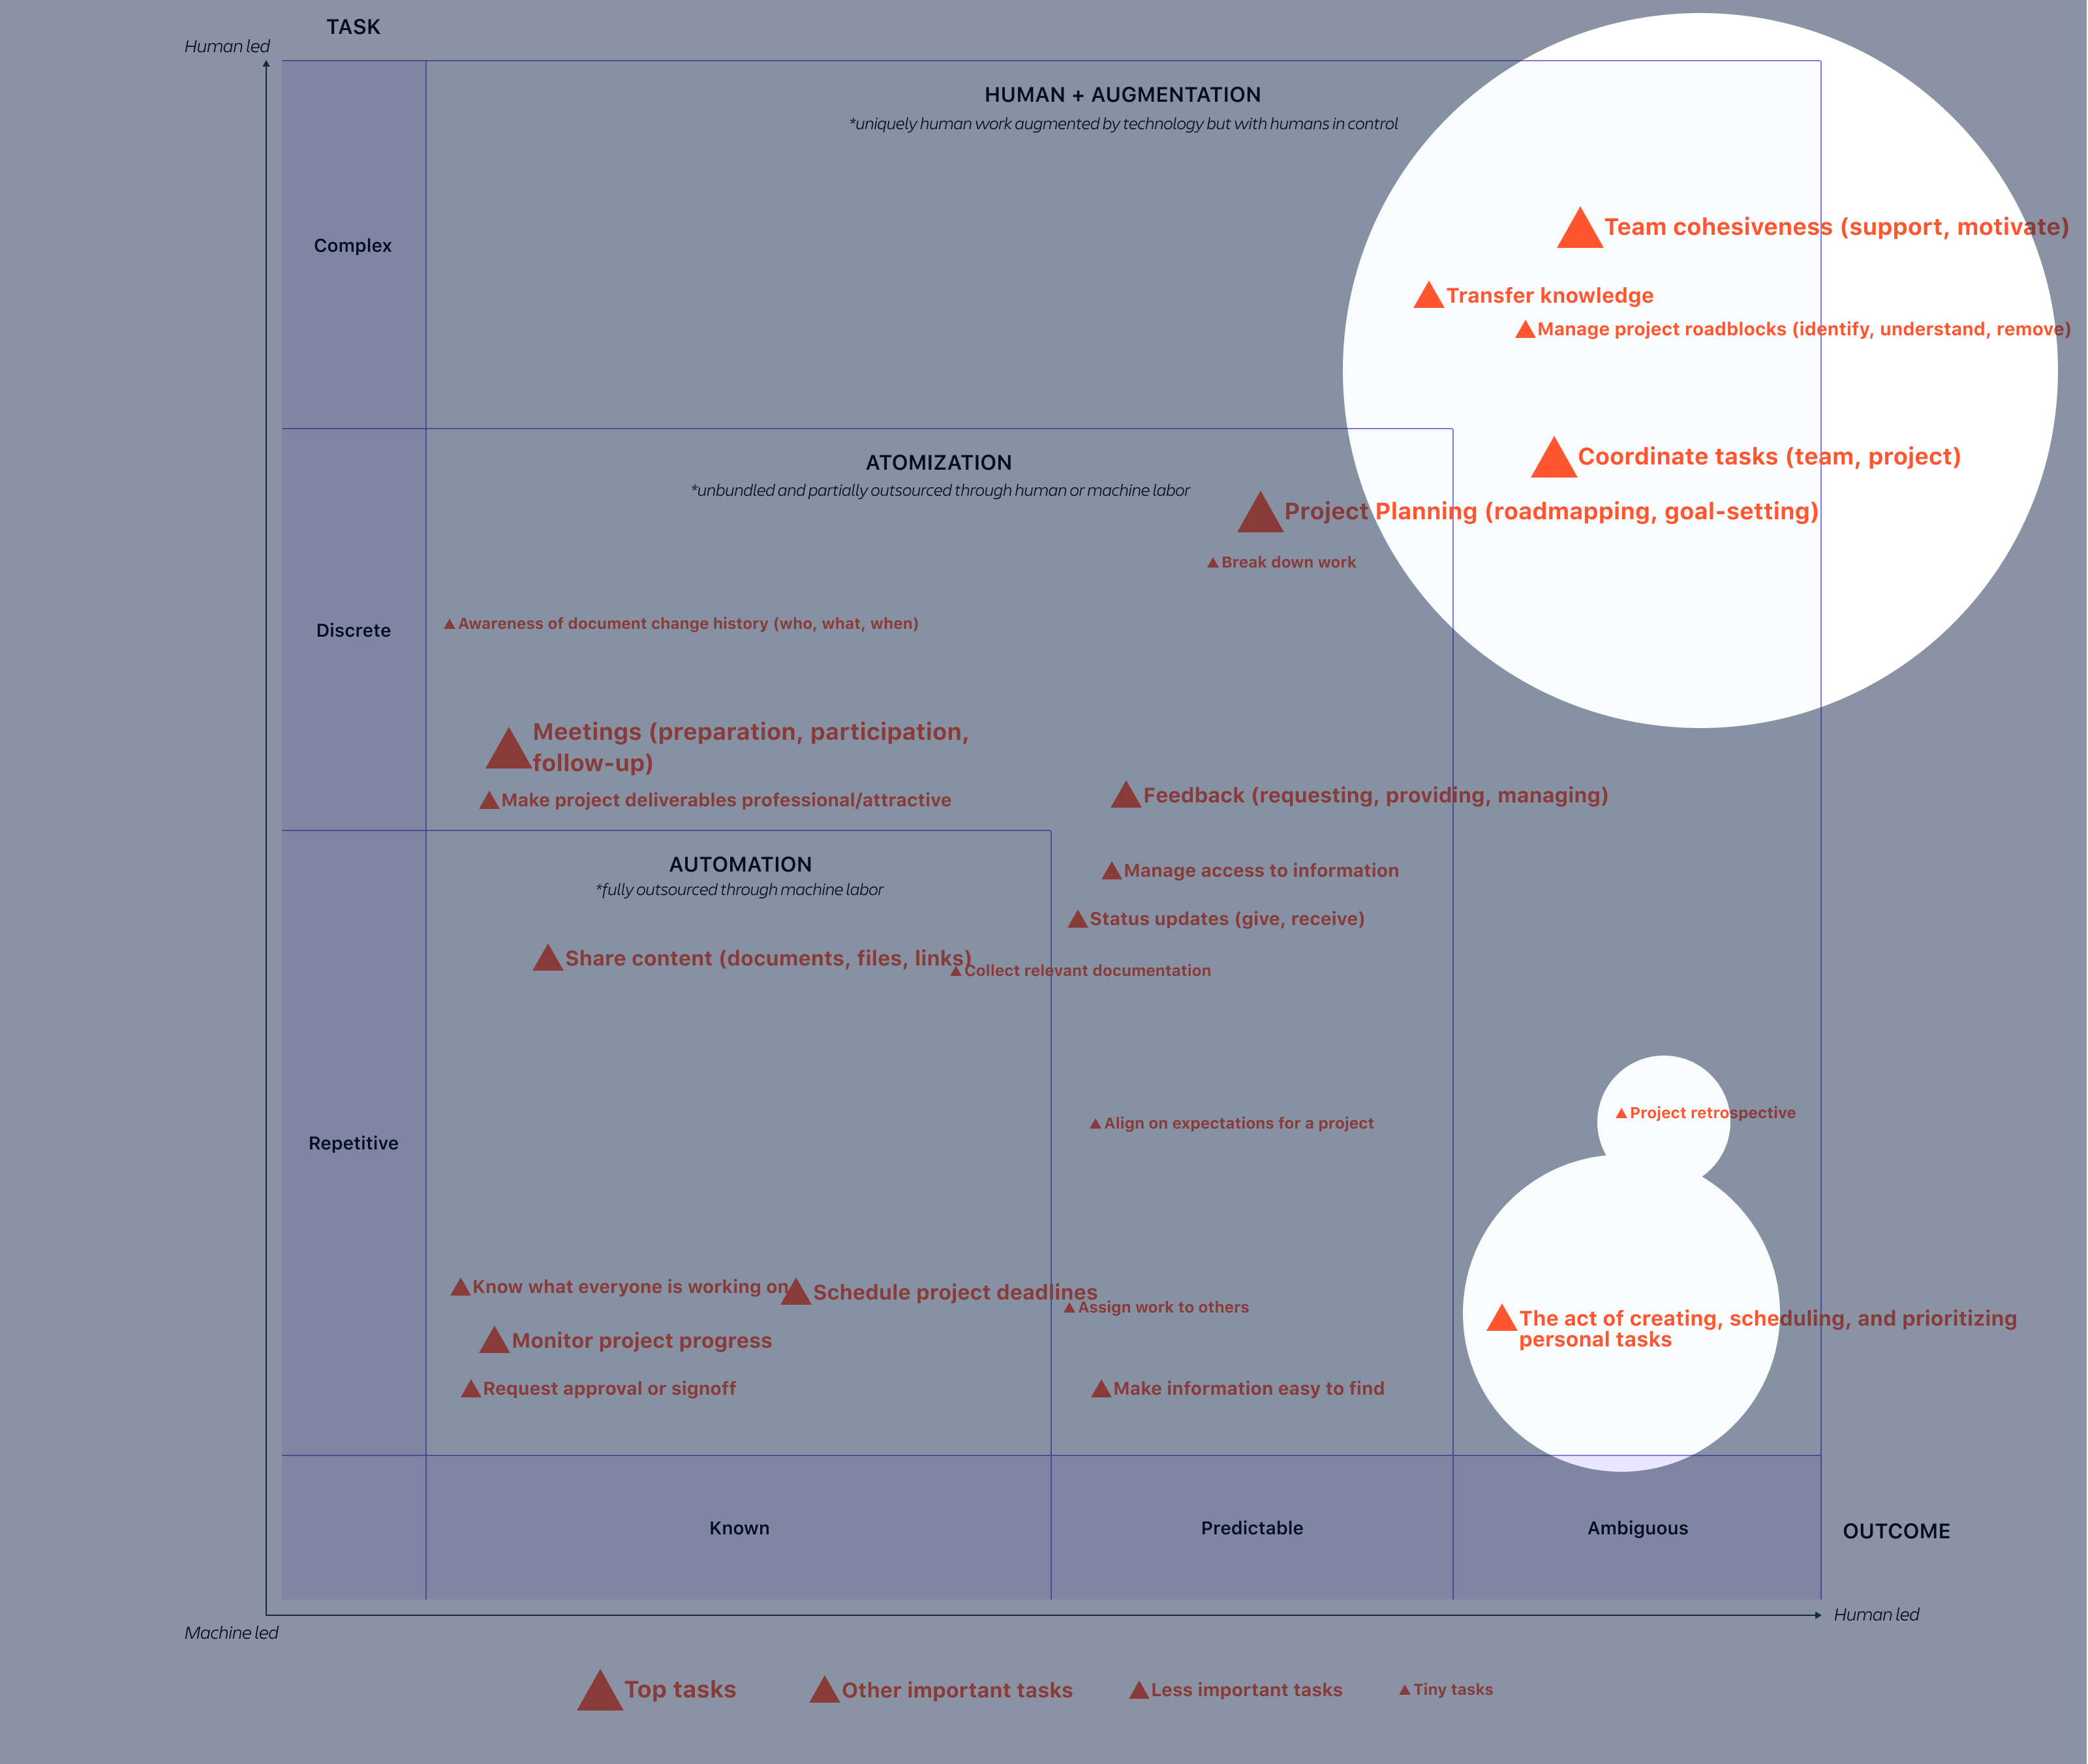 TASK
Human led
HUMAN + AUGMENTATION
*uniquely human work augmented by technology but with humans in control
Complex
Team cohesiveness (support, motivate)
Transfer knowledge
Manage project roadblocks (identify, understand, remove)
ATOMIZATION
*unbundled and partially outsourced through human or machine labor
Coordinate tasks (team, project)
Project Planning (roadmapping, goal-setting)
Break down work
Discrete
Awareness of document change history (who, what, when)
Meetings (preparation, participation,
follow-up)
Make project deliverables professional/attractive
Feedback (requesting, providing, managing)
AUTOMATION
*fully outsourced through machine labor
Manage access to information
Status updates (give, receive)
Share content (documents, files, links)
Collect relevant documentation
Repetitive
Align on expectations for a project
Project retrospective
Know what everyone is working on
Schedule project deadlines
Assign work to others
The act of creating, scheduling, and prioritizing
personal tasks
Monitor project progress
Request approval or signoff
Make information easy to find
Known
Predictable
Ambiguous
OUTCOME
Human led
Machine led
Top tasks
Other important tasks
Less important tasks
Tiny tasks